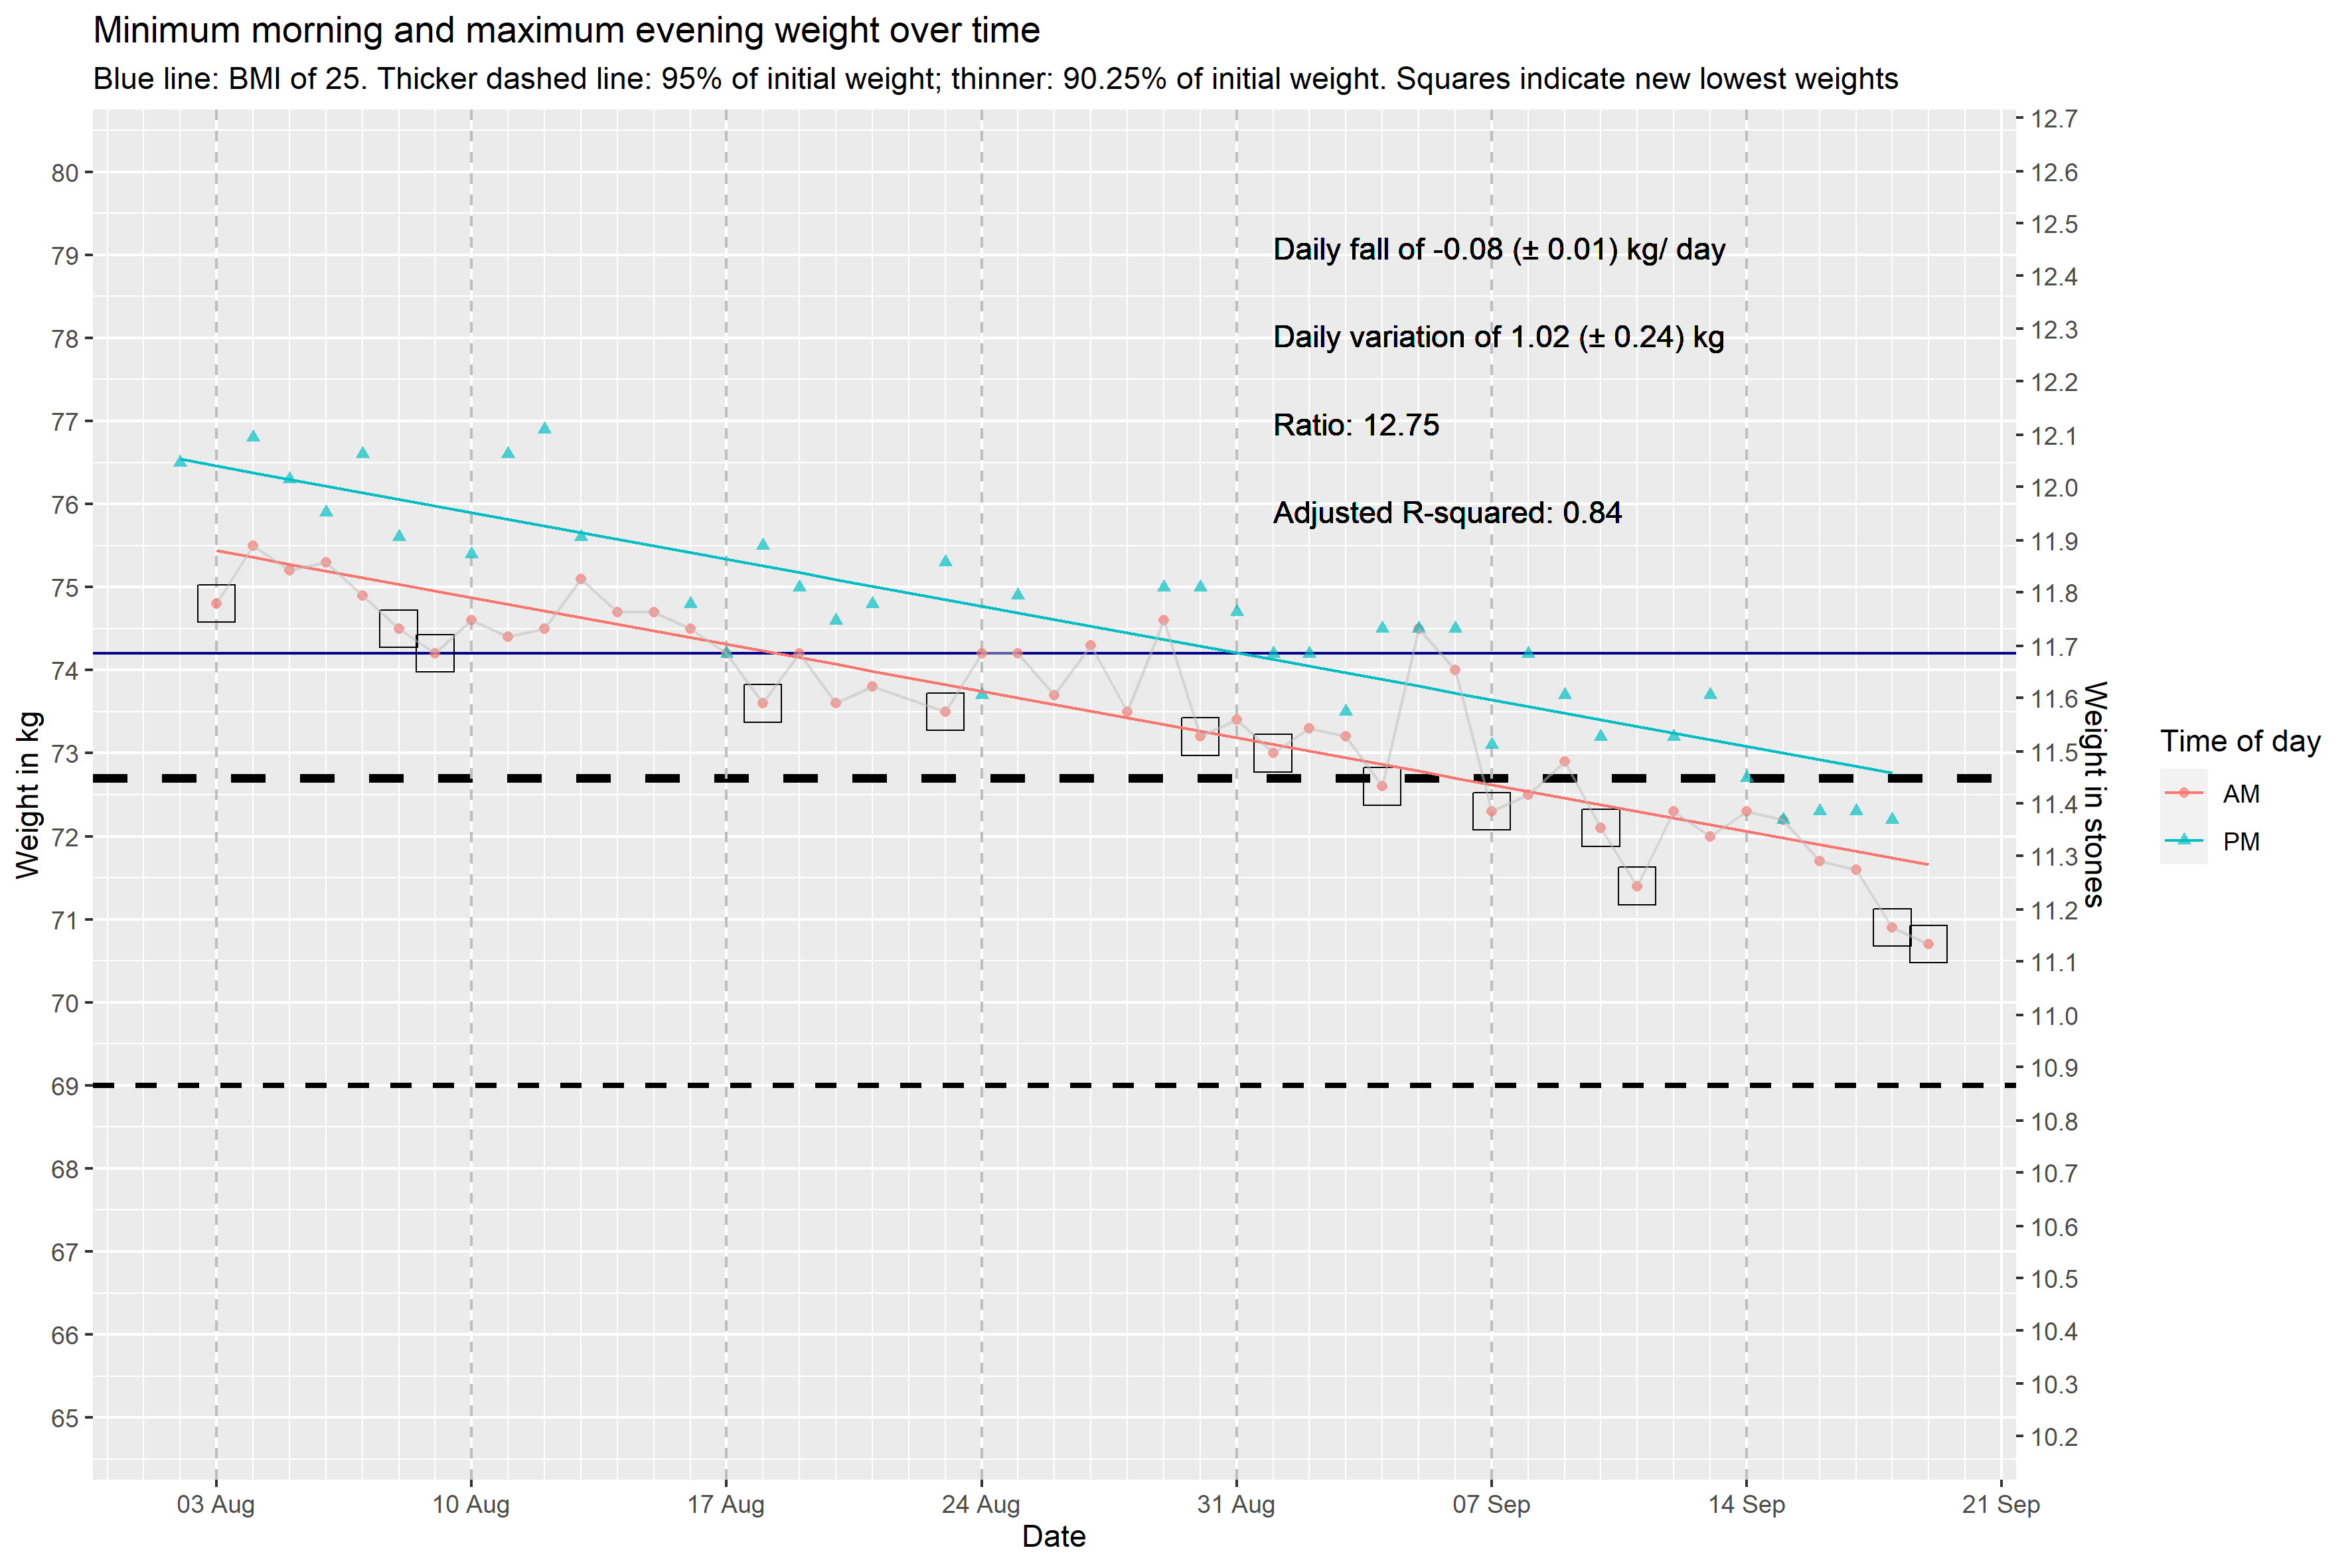 Minimum morning and maximum evening weight over time
Blue line: BMI of 25. Thicker dashed line: 95% of initial weight; thinner: 90.25% of initial weight. Squares indicate new lowest weights
Weight in kg
80
79
78
77
76
75
74
73
72
71
70
69
68
67
66
65
Daily fall of -0.08 (± 0.01) kg/ day
Daily variation of 1.02 (± 0.24) kg
Ratio: 12.75
Adjusted R-squared: 0.84
12.7
12.6
12.5
12.4
12.3
12.2
12.1
12.0
11.9
11.8
11.7
11.6
11.5
11.4
11.3
11.2
11.1
11.0
10.9
10.8
10.7
10.6
10.5
10.4
10.3
10.2
Weight in stones
Time of day
AM
PM
03 Aug
10 Aug
17 Aug
24 Aug
31 Aug
07 Sep
14 Sep
21 Sep
Date